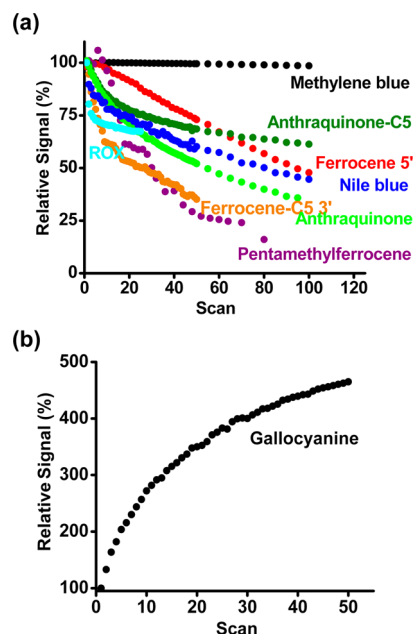 (a)
Relative Signal (%)
100
75
50
25
0
Methylene blue
Anthraquinone-C5
Ferrocene 5'
ROX
Nile blue
Ferrocene-C5 3'
Anthraquinone
Pentamethylferrocene
0 20 40 60 80 100 120
Scan
(b)
Relative Signal (%)
500
400
300
200
100
Gallocyanine
0 10 20 30 40 50
Scan